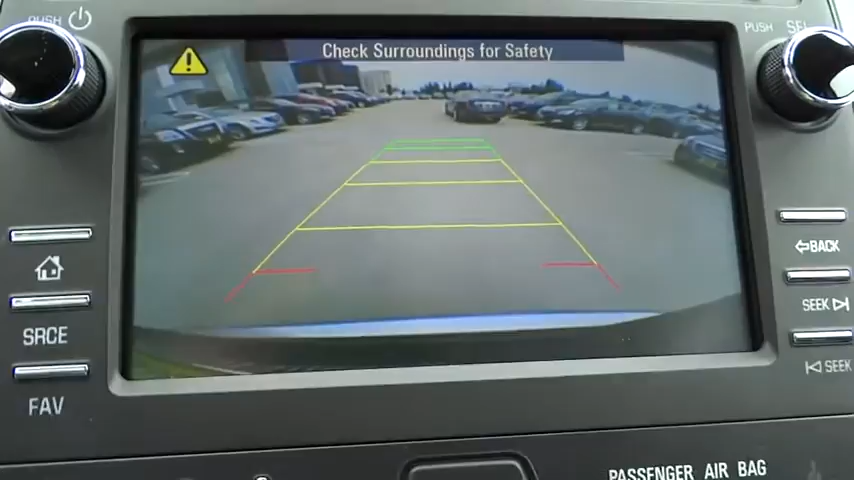 PUSH
Check Surroundings for Safety
PUSH
SEL
BACK
SRCE
SEEK
FAV
SEEK
PASSENGER AIR BAG